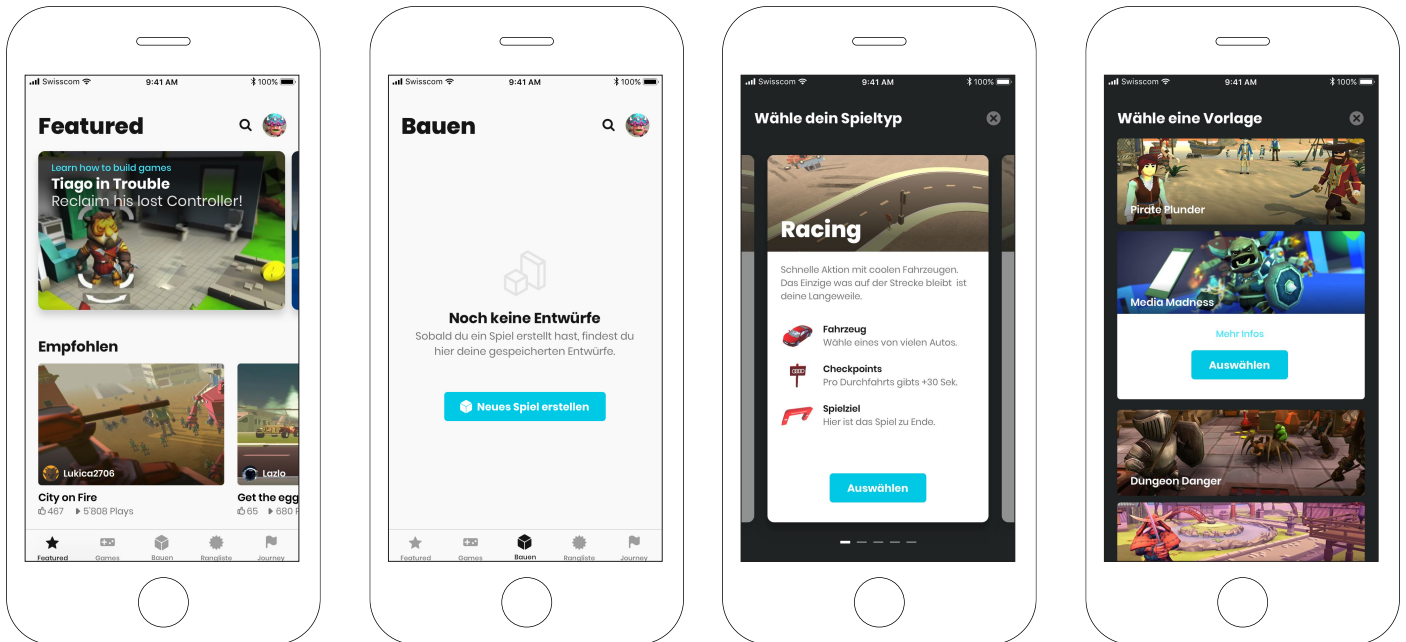 Swisscom
9:41 AM
100%
Featured
Learn how to build games
Tiago in Trouble
Reclaim his lost Controller!
Empfohlen
Lukica2706
Lazlo
City on Fire
467 5'808 Plays
Get the egg
65 680 P
Featured
Games
Bauen
Rangliste
Journey
Swisscom
9:41 AM
100%
Bauen
Noch keine Entwürfe
Sobald du ein Spiel erstellt hast, findest du
hier deine gespeicherten Entwürfe.
Neues Spiel erstellen
Featured
Games
Bauen
Rangliste
Journey
Swisscom
9:41 AM
100%
Wähle dein Spieltyp
Racing
Schnelle Aktion mit coolen Fahrzeugen.
Das Einzige was auf der Strecke bleibt ist
deine Langeweile.
Fahrzeug
Wähle eines von vielen Autos.
Checkpoints
Pro Durchfahrts gibts +30 Sek.
Spielziel
Hier ist das Spiel zu Ende.
Auswählen
Swisscom
9:41 AM
100%
Wähle eine Vorlage
Pirate Plunder
Media Madness
Mehr Infos
Auswählen
Dungeon Danger